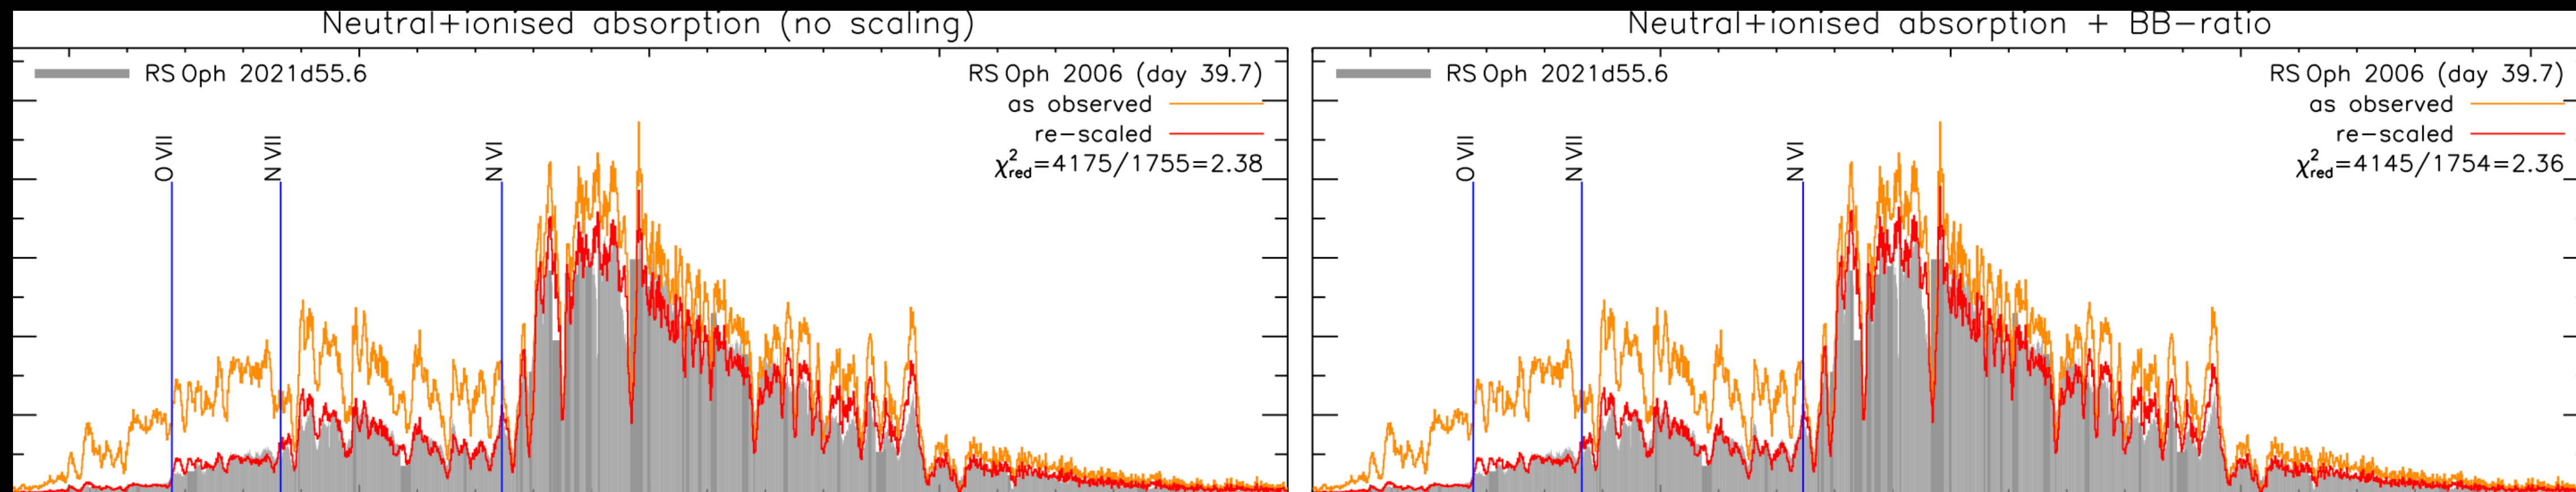 Neutral+ionised absorption (no scaling)
RS Oph 2021d55.6
RS Oph 2006 (day 39.7)
as observed
re-scaled
χ²red=4175/1755=2.38
O VII
N VII
N VI
Neutral+ionised absorption + BB-ratio
RS Oph 2021d55.6
RS Oph 2006 (day 39.7)
as observed
re-scaled
χ²red=4145/1754=2.36
O VII
N VII
N VI